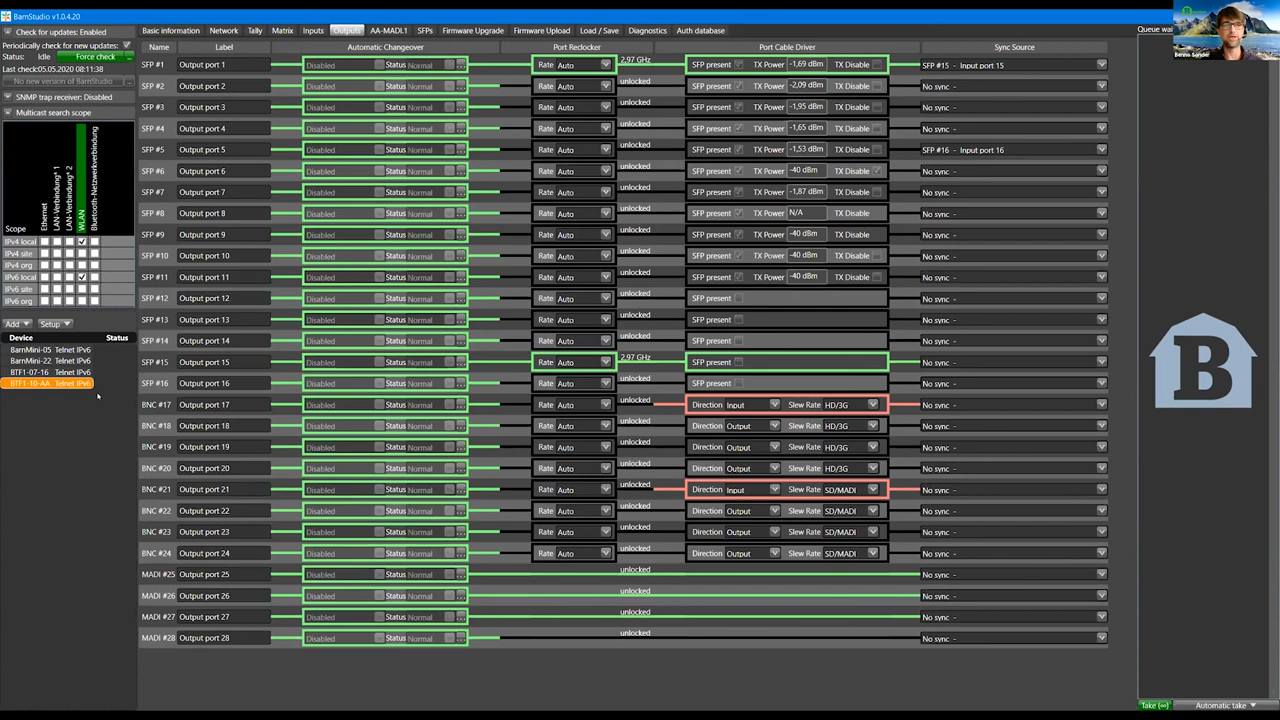 BarnStudio v1.0.4.20
Check for updates: Enabled
Periodically check for new updates:
Status: Idle Force check ...
Last check:05.05.2020 08:11:38
No new version of BarnStudio ...
SNMP trap receiver: Disabled
Multicast search scope
Scope Ethernet LAN-Verbindung* 1 LAN-Verbindung* 2 WLAN Bluetooth-Netzwerkverbindung
IPv4 local
IPv4 site
IPv4 org
IPv6 local
IPv6 site
IPv6 org
Add Setup
Device Status
BarnMini-05 Telnet IPv6
BarnMini-22 Telnet IPv6
BTF1-07-16 Telnet IPv6
BTF1-10-AA Telnet IPv6
Basic information Network Tally Matrix Inputs Outputs AA-MADI.1 SFPs Firmware Upgrade Firmware Upload Load / Save Diagnostics Auth database
Name Label Automatic Changeover Port Reclocker Port Cable Driver Sync Source
SFP #1 Output port 1 Disabled Status Normal ... Rate Auto 2,97 GHz SFP present TX Power -1,69 dBm TX Disable SFP #15 - Input port 15
SFP #2 Output port 2 Disabled Status Normal ... Rate Auto unlocked SFP present TX Power -2,09 dBm TX Disable No sync -
SFP #3 Output port 3 Disabled Status Normal ... Rate Auto unlocked SFP present TX Power -1,95 dBm TX Disable No sync -
SFP #4 Output port 4 Disabled Status Normal ... Rate Auto unlocked SFP present TX Power -1,65 dBm TX Disable No sync -
SFP #5 Output port 5 Disabled Status Normal ... Rate Auto unlocked SFP present TX Power -1,53 dBm TX Disable SFP #16 - Input port 16
SFP #6 Output port 6 Disabled Status Normal ... Rate Auto unlocked SFP present TX Power -40 dBm TX Disable No sync -
SFP #7 Output port 7 Disabled Status Normal ... Rate Auto unlocked SFP present TX Power -1,87 dBm TX Disable No sync -
SFP #8 Output port 8 Disabled Status Normal ... Rate Auto unlocked SFP present TX Power N/A TX Disable No sync -
SFP #9 Output port 9 Disabled Status Normal ... Rate Auto unlocked SFP present TX Power -40 dBm TX Disable No sync -
SFP #10 Output port 10 Disabled Status Normal ... Rate Auto unlocked SFP present TX Power -40 dBm TX Disable No sync -
SFP #11 Output port 11 Disabled Status Normal ... Rate Auto unlocked SFP present TX Power -40 dBm TX Disable No sync -
SFP #12 Output port 12 Disabled Status Normal ... Rate Auto unlocked SFP present No sync -
SFP #13 Output port 13 Disabled Status Normal ... Rate Auto unlocked SFP present No sync -
SFP #14 Output port 14 Disabled Status Normal ... Rate Auto unlocked SFP present No sync -
SFP #15 Output port 15 Disabled Status Normal ... Rate Auto 2,97 GHz SFP present No sync -
SFP #16 Output port 16 Disabled Status Normal ... Rate Auto unlocked SFP present No sync -
BNC #17 Output port 17 Disabled Status Normal ... Rate Auto unlocked Direction Input Slew Rate HD/3G No sync -
BNC #18 Output port 18 Disabled Status Normal ... Rate Auto unlocked Direction Output Slew Rate HD/3G No sync -
BNC #19 Output port 19 Disabled Status Normal ... Rate Auto unlocked Direction Output Slew Rate HD/3G No sync -
BNC #20 Output port 20 Disabled Status Normal ... Rate Auto unlocked Direction Output Slew Rate HD/3G No sync -
BNC #21 Output port 21 Disabled Status Normal ... Rate Auto unlocked Direction Input Slew Rate SD/MADI No sync -
BNC #22 Output port 22 Disabled Status Normal ... Rate Auto unlocked Direction Output Slew Rate SD/MADI No sync -
BNC #23 Output port 23 Disabled Status Normal ... Rate Auto unlocked Direction Output Slew Rate SD/MADI No sync -
BNC #24 Output port 24 Disabled Status Normal ... Rate Auto unlocked Direction Output Slew Rate SD/MADI No sync -
MADI #25 Output port 25 Disabled Status Normal ... unlocked No sync -
MADI #26 Output port 26 Disabled Status Normal ... unlocked No sync -
MADI #27 Output port 27 Disabled Status Normal ... unlocked No sync -
MADI #28 Output port 28 Disabled Status Normal ... unlocked No sync -
Queue
B
Take (∞) Automatic take